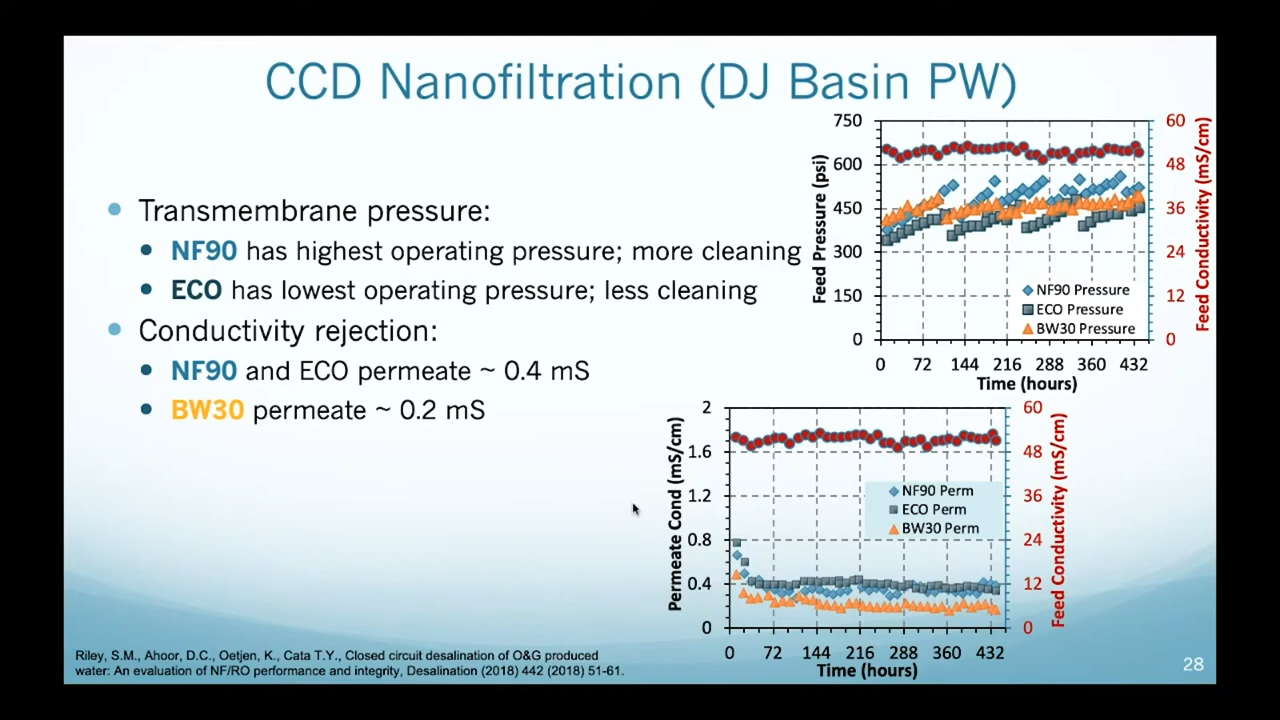 CCD Nanofiltration (DJ Basin PW)
Transmembrane pressure:
NF90 has highest operating pressure; more cleaning
ECO has lowest operating pressure; less cleaning
Conductivity rejection:
NF90 and ECO permeate ~ 0.4 mS
BW30 permeate ~ 0.2 mS
750
600
450
300
150
0
Feed Pressure (psi)
60
48
36
24
12
0
Feed Conductivity (mS/cm)
NF90 Pressure
ECO Pressure
BW30 Pressure
0 72 144 216 288 360 432
Time (hours)
2
1.6
1.2
0.8
0.4
0
Permeate Cond (mS/cm)
60
48
36
24
12
0
Feed Conductivity (mS/cm)
NF90 Perm
ECO Perm
BW30 Perm
0 72 144 216 288 360 432
Time (hours)
Riley, S.M., Ahoor, D.C., Oetjen, K., Cata T.Y., Closed circuit desalination of O&G produced
water: An evaluation of NF/RO performance and integrity, Desalination (2018) 442 (2018) 51-61.
28